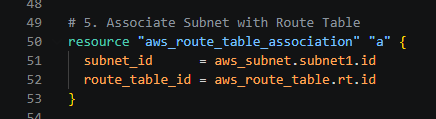 48
49 # 5. Associate Subnet with Route Table
50 resource "aws_route_table_association" "a" {
51   subnet_id      = aws_subnet.subnet1.id
52   route_table_id = aws_route_table.rt.id
53 }